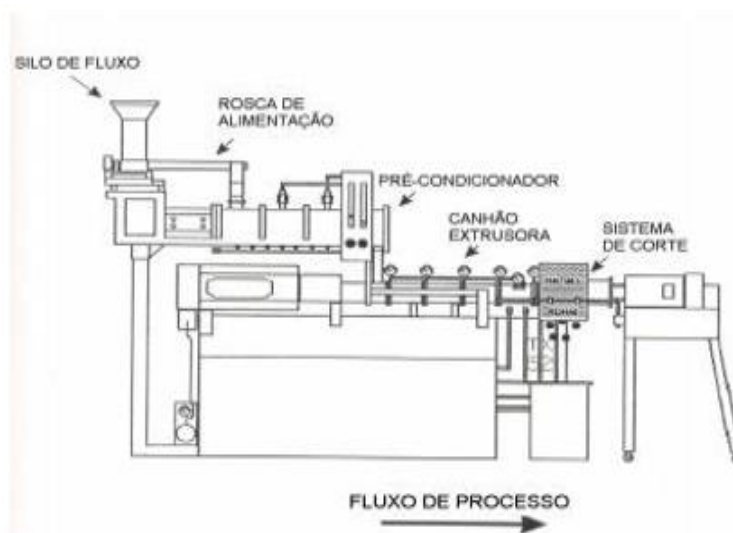 SILO DE FLUXO
ROSCA DE
ALIMENTAÇÃO
PRÉ-CONDICIONADOR
CANHÃO
EXTRUSORA
SISTEMA
DE CORTE
FLUXO DE PROCESSO